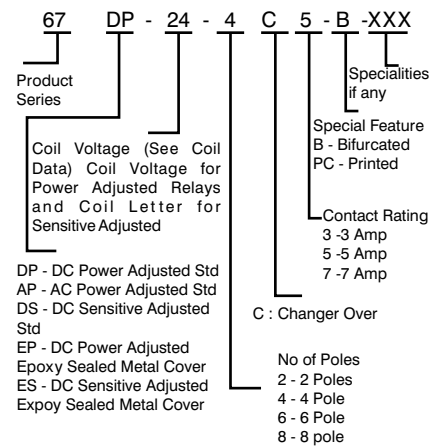 67 DP - 24 - 4 C 5 - B -XXX
Product
Series
Specialities
if any
Special Feature
B - Bifurcated
PC - Printed
Coil Voltage (See Coil
Data) Coil Voltage for
Power Adjusted Relays
and Coil Letter for
Sensitive Adjusted
Contact Rating
3 -3 Amp
5 -5 Amp
7 -7 Amp
DP - DC Power Adjusted Std
AP - AC Power Adjusted Std
DS - DC Sensitive Adjusted
Std
EP - DC Power Adjusted
Epoxy Sealed Metal Cover
ES - DC Sensitive Adjusted
Expoy Sealed Metal Cover
C : Changer Over
No of Poles
2 - 2 Poles
4 - 4 Pole
6 - 6 Pole
8 - 8 pole